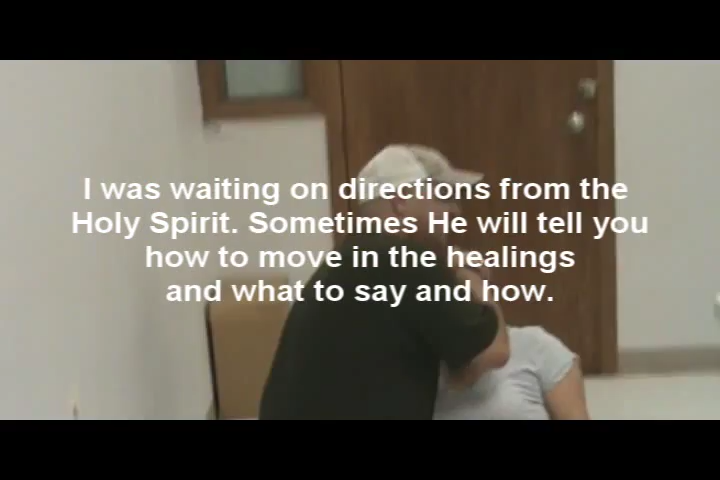 I was waiting on directions from the
Holy Spirit. Sometimes He will tell you
how to move in the healings
and what to say and how.